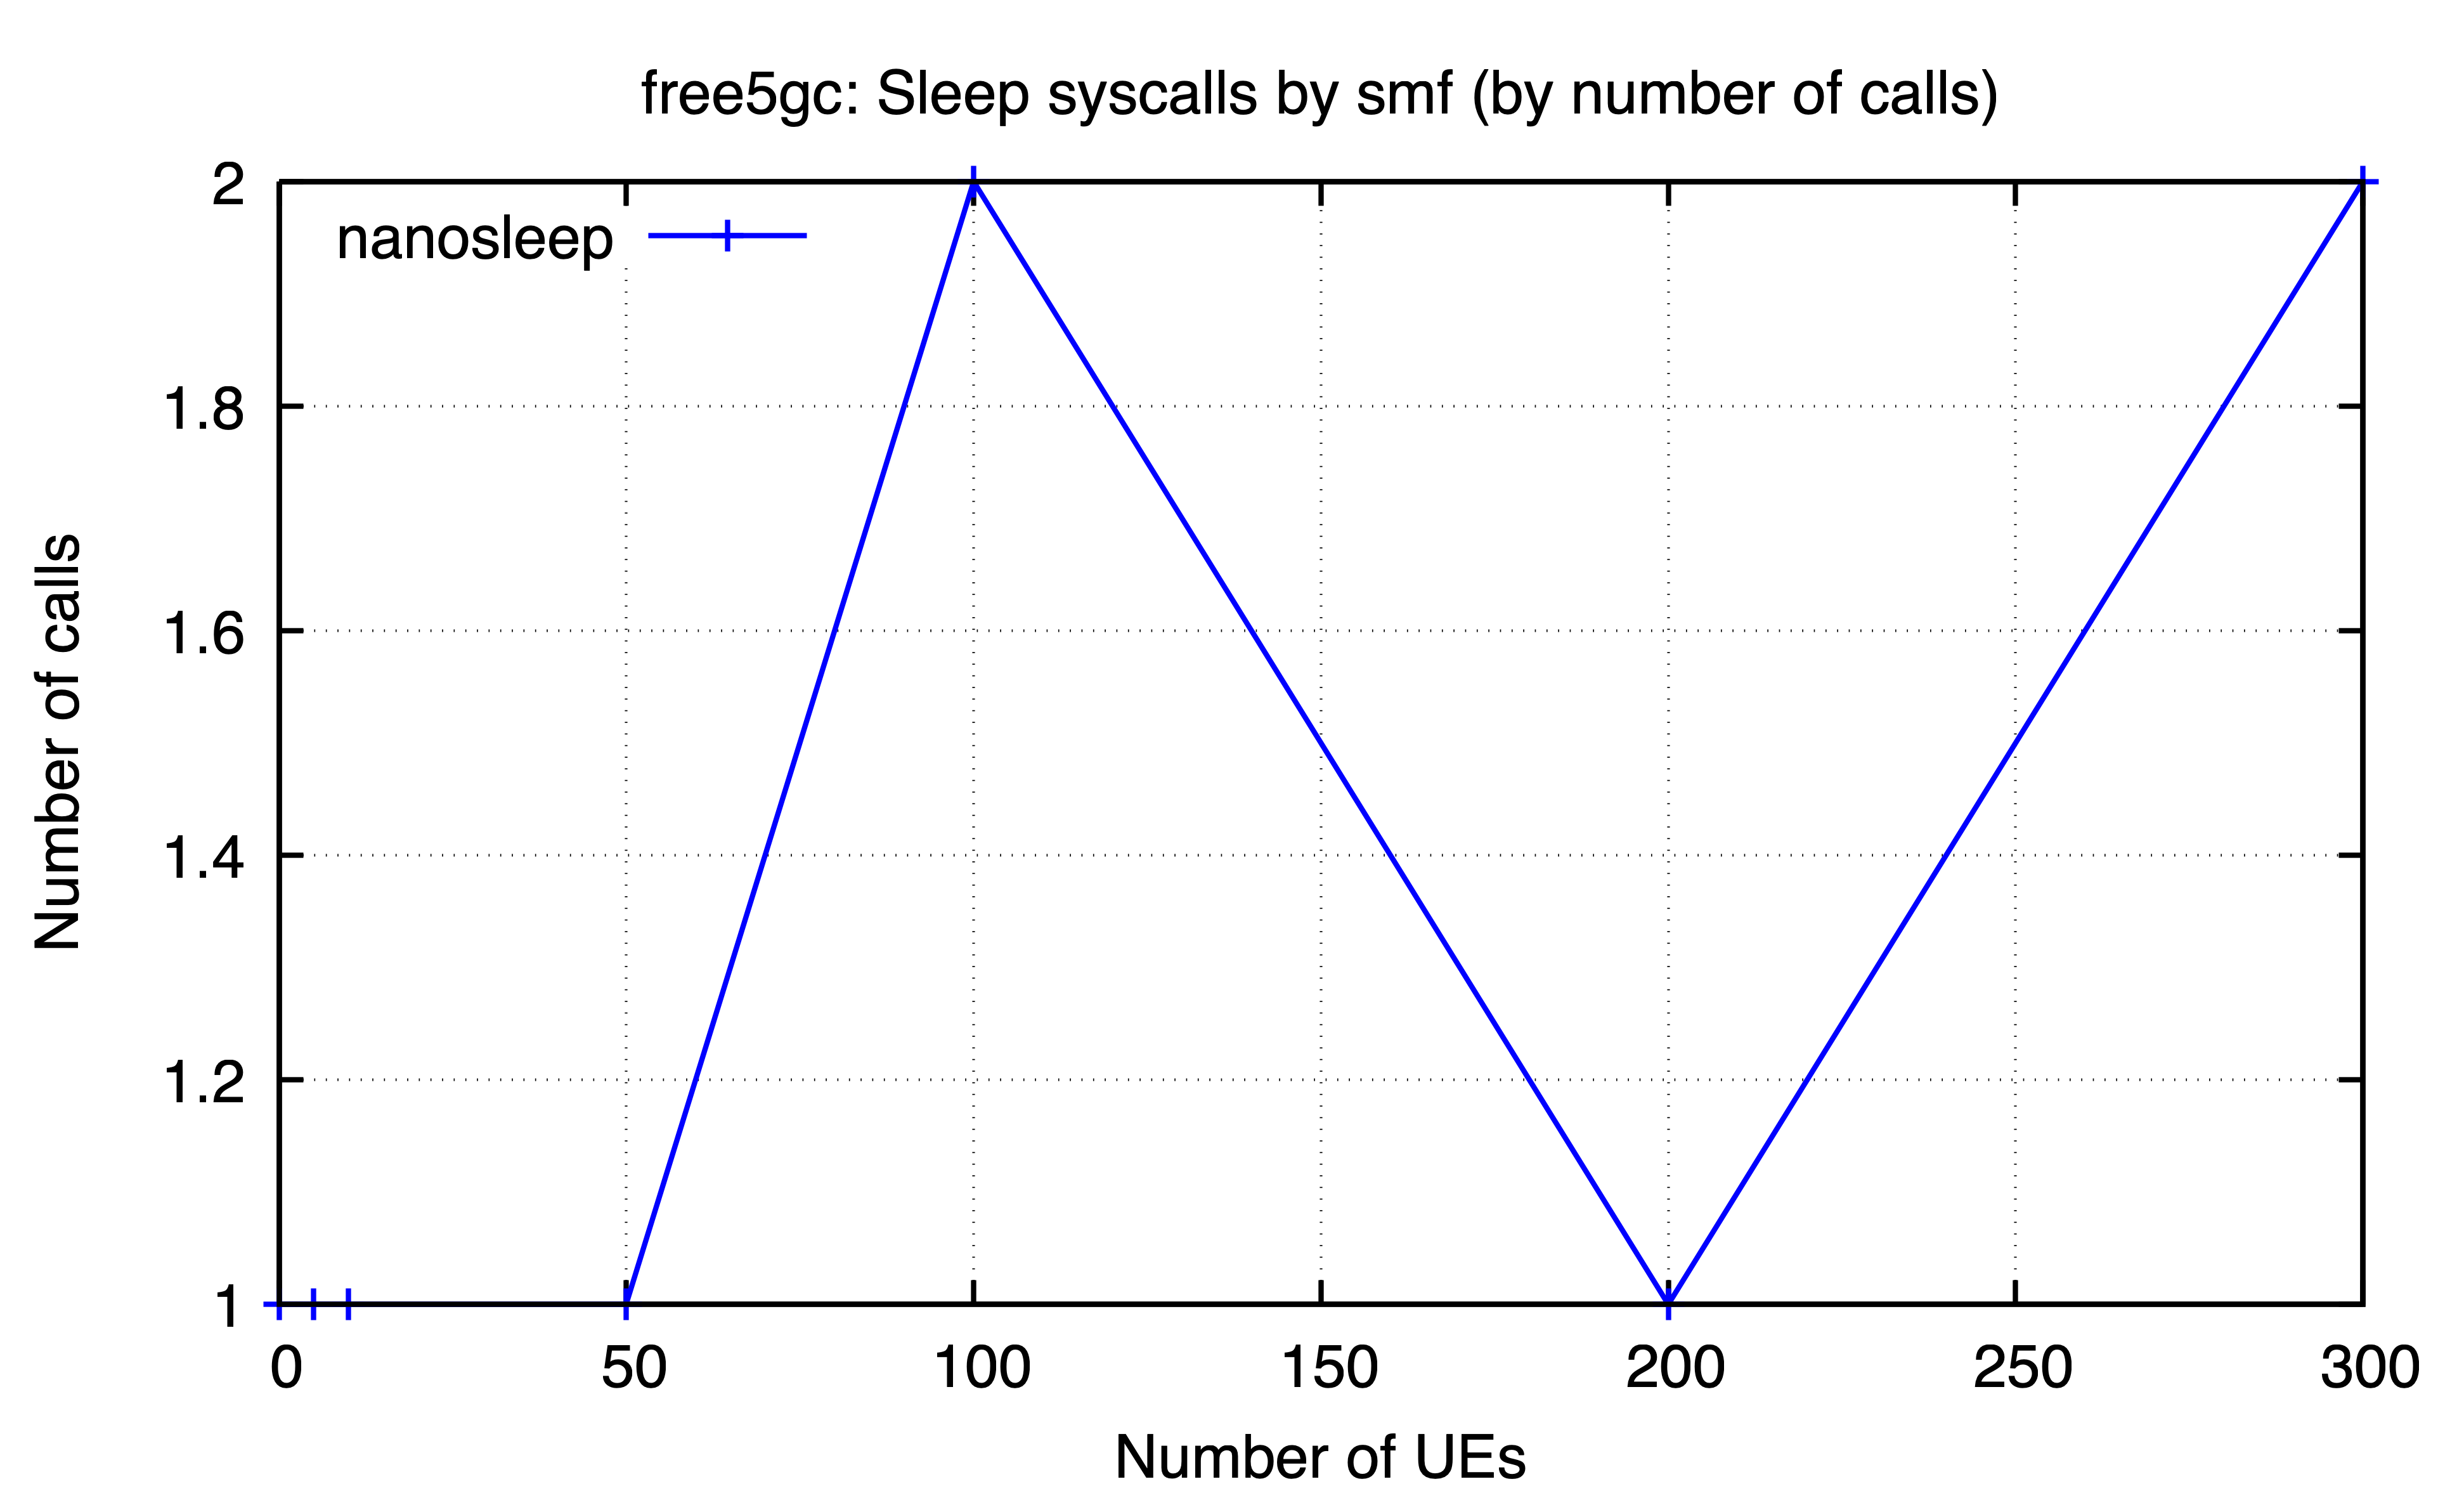 free5gc: Sleep syscalls by smf (by number of calls)
nanosleep
2
1.8
1.6
1.4
1.2
1
Number of calls
0 50 100 150 200 250 300
Number of UEs